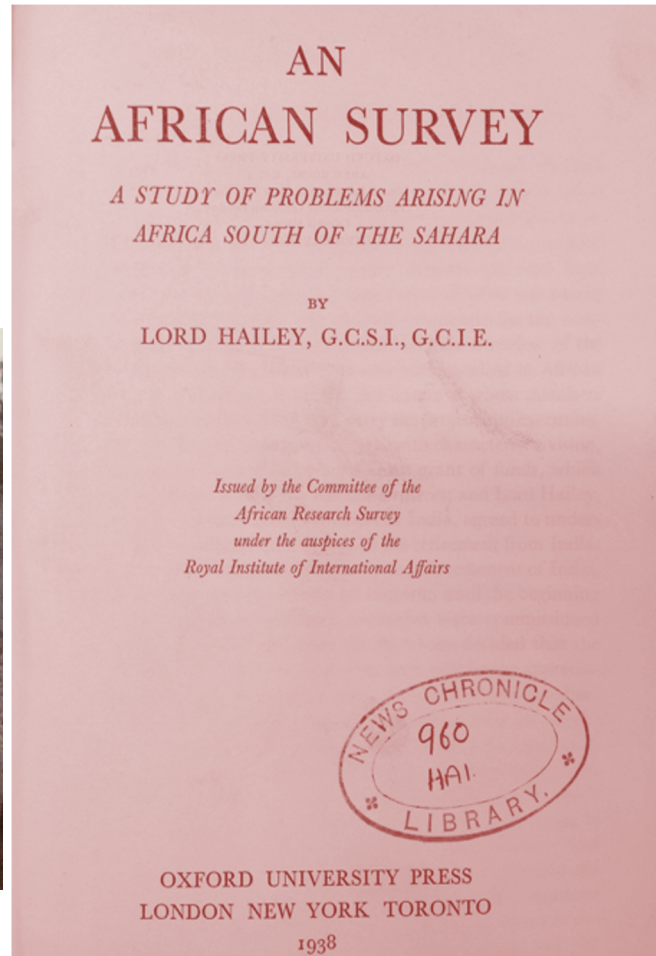 AN
AFRICAN SURVEY
A STUDY OF PROBLEMS ARISING IN
AFRICA SOUTH OF THE SAHARA
BY
LORD HAILEY, G.C.S.I., G.C.I.E.
Issued by the Committee of the
African Research Survey
under the auspices of the
Royal Institute of International Affairs
NEWS CHRONICLE
960
HAI.
LIBRARY.
OXFORD UNIVERSITY PRESS
LONDON NEW YORK TORONTO
1938